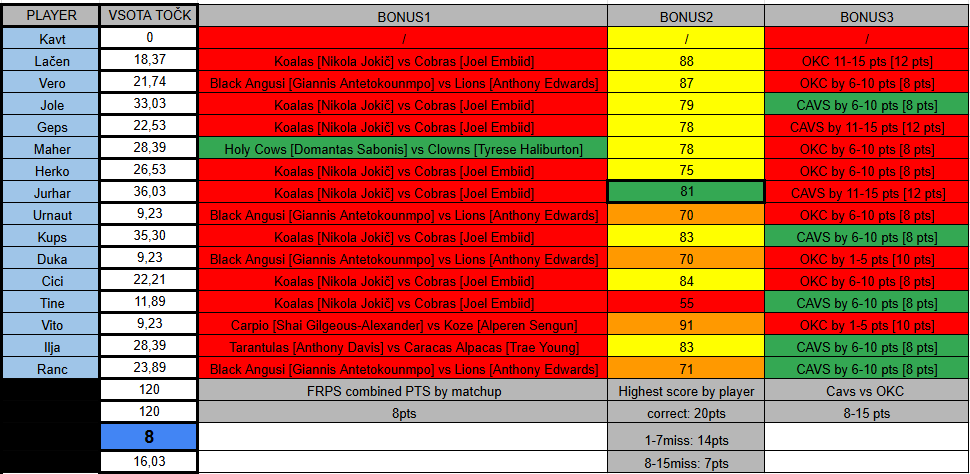 PLAYER VSOTA TOČK BONUS1 BONUS2 BONUS3
Kavt 0 / / /
Lačen 18,37 Koalas [Nikola Jokič] vs Cobras [Joel Embiid] 88 OKC 11-15 pts [12 pts]
Vero 21,74 Black Angusi [Giannis Antetokounmpo] vs Lions [Anthony Edwards] 87 OKC by 6-10 pts [8 pts]
Jole 33,03 Koalas [Nikola Jokič] vs Cobras [Joel Embiid] 79 CAVS by 6-10 pts [8 pts]
Geps 22,53 Koalas [Nikola Jokič] vs Cobras [Joel Embiid] 78 CAVS by 11-15 pts [12 pts]
Maher 28,39 Holy Cows [Domantas Sabonis] vs Clowns [Tyrese Haliburton] 78 OKC by 6-10 pts [8 pts]
Herko 26,53 Koalas [Nikola Jokič] vs Cobras [Joel Embiid] 75 OKC by 6-10 pts [8 pts]
Jurhar 36,03 Koalas [Nikola Jokič] vs Cobras [Joel Embiid] 81 CAVS by 11-15 pts [12 pts]
Urnaut 9,23 Black Angusi [Giannis Antetokounmpo] vs Lions [Anthony Edwards] 70 OKC by 6-10 pts [8 pts]
Kups 35,30 Koalas [Nikola Jokič] vs Cobras [Joel Embiid] 83 CAVS by 6-10 pts [8 pts]
Duka 9,23 Black Angusi [Giannis Antetokounmpo] vs Lions [Anthony Edwards] 70 OKC by 1-5 pts [10 pts]
Cici 22,21 Koalas [Nikola Jokič] vs Cobras [Joel Embiid] 84 OKC by 6-10 pts [8 pts]
Tine 11,89 Koalas [Nikola Jokič] vs Cobras [Joel Embiid] 55 CAVS by 6-10 pts [8 pts]
Vito 9,23 Carpio [Shai Gilgeous-Alexander] vs Koze [Alperen Sengun] 91 OKC by 1-5 pts [10 pts]
Ilja 28,39 Tarantulas [Anthony Davis] vs Caracas Alpacas [Trae Young] 83 CAVS by 6-10 pts [8 pts]
Ranc 23,89 Black Angusi [Giannis Antetokounmpo] vs Lions [Anthony Edwards] 71 CAVS by 6-10 pts [8 pts]
120 FRPS combined PTS by matchup Highest score by player Cavs vs OKC
120 8pts correct: 20pts 8-15 pts
8 1-7miss: 14pts
16,03 8-15miss: 7pts